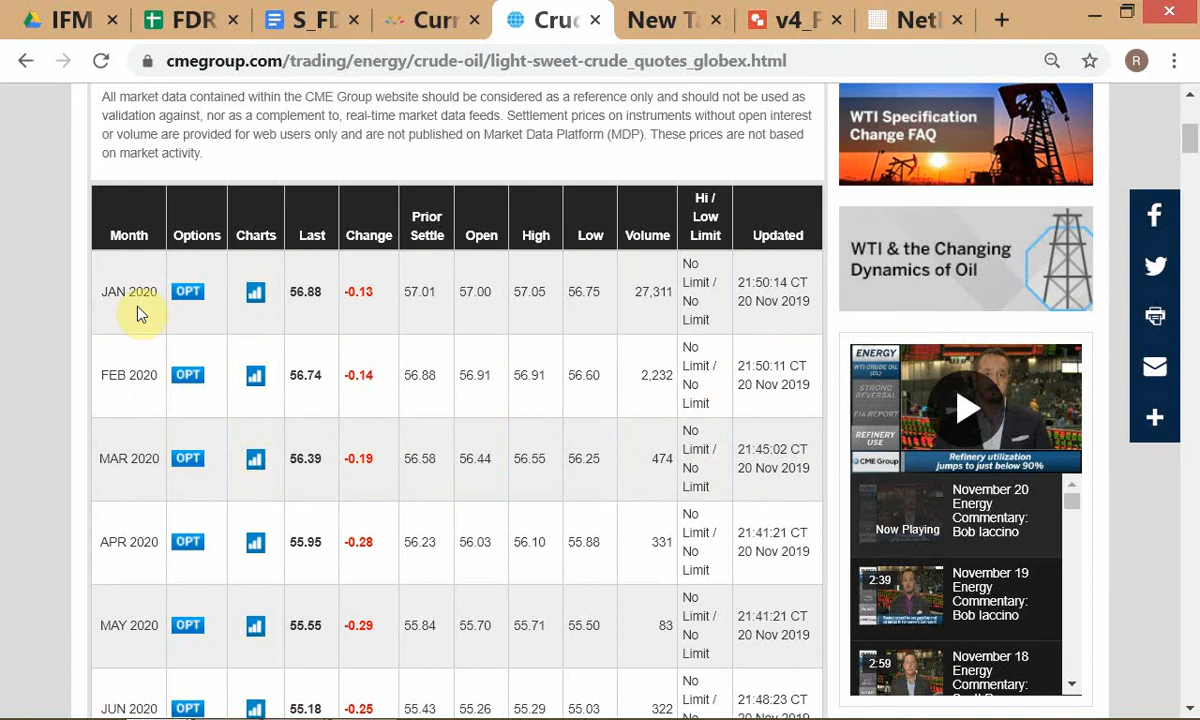 IFM
FDR
S_FD
Curr
Crud
New T
v4_F
Netl
cmegroup.com/trading/energy/crude-oil/light-sweet-crude_quotes_globex.html
R
All market data contained within the CME Group website should be considered as a reference only and should not be used as
validation against, nor as a complement to, real-time market data feeds. Settlement prices on instruments without open interest
or volume are provided for web users only and are not published on Market Data Platform (MDP). These prices are not based
on market activity.
Month Options Charts Last Change Prior Settle Open High Low Volume Hi / Low Limit Updated
JAN 2020 OPT 56.88 -0.13 57.01 57.00 57.05 56.75 27,311 No Limit / No Limit 21:50:14 CT 20 Nov 2019
FEB 2020 OPT 56.74 -0.14 56.88 56.91 56.91 56.60 2,232 No Limit / No Limit 21:50:11 CT 20 Nov 2019
MAR 2020 OPT 56.39 -0.19 56.58 56.44 56.55 56.25 474 No Limit / No Limit 21:45:02 CT 20 Nov 2019
APR 2020 OPT 55.95 -0.28 56.23 56.03 56.10 55.88 331 No Limit / No Limit 21:41:21 CT 20 Nov 2019
MAY 2020 OPT 55.55 -0.29 55.84 55.70 55.71 55.50 83 No Limit / No Limit 21:41:21 CT 20 Nov 2019
JUN 2020 OPT 55.18 -0.25 55.43 55.26 55.29 55.03 322 No Limit / No 21:48:23 CT 20 Nov 2019
WTI Specification
Change FAQ
WTI & the Changing
Dynamics of Oil
ENERGY
WTI CRUDE OIL
(CL)
STRONG
REVERSAL
EIA REPORT
REFINERY
USE
CME Group
Refinery utilization
jumps to just below 90%
Now Playing
November 20
Energy
Commentary:
Bob Iaccino
2:39
November 19
Energy
Commentary:
Bob Iaccino
2:59
November 18
Energy
Commentary: